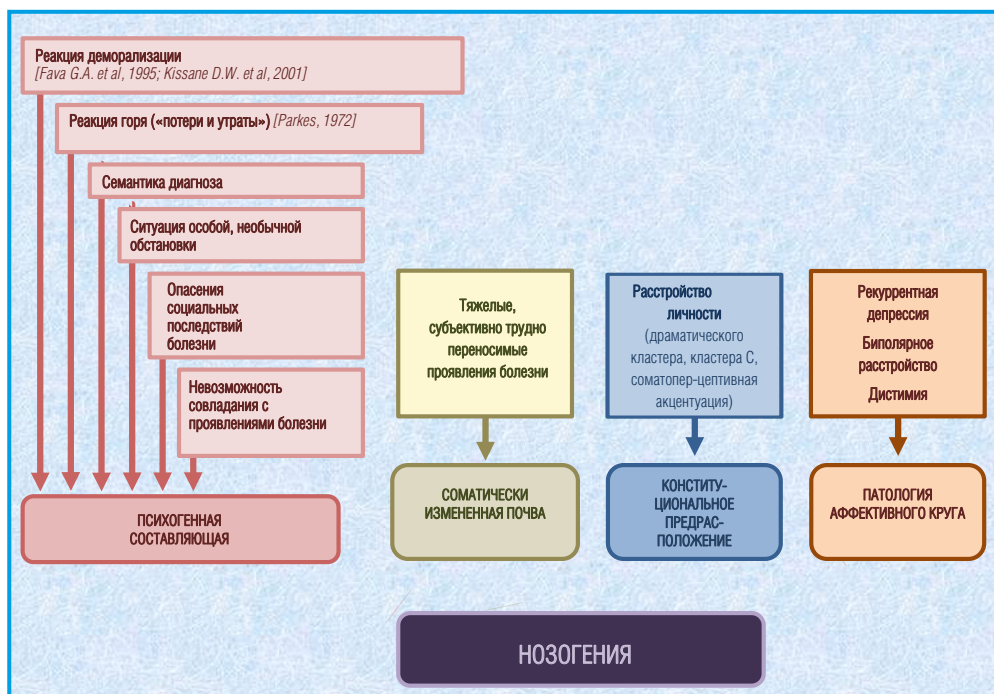 Реакция деморализации
[Fava G.A. et al, 1995; Kissane D.W. et al, 2001]
Реакция горя («потери и утраты») [Parkes, 1972]
Семантика диагноза
Ситуация особой, необычной
обстановки
Опасения
социальных
последствий
болезни
Невозможность
совладания с
проявлениями болезни
ПСИХОГЕННАЯ
СОСТАВЛЯЮЩАЯ
Тяжелые,
субъективно трудно
переносимые
проявления болезни
СОМАТИЧЕСКИ
ИЗМЕНЕННАЯ ПОЧВА
Расстройство
личности
(драматического
кластера, кластера С,
соматопер-цептивная
акцентуация)
КОНСТИТУ-
ЦИОНАЛЬНОЕ
ПРЕДРАС-
ПОЛОЖЕНИЕ
Рекуррентная
депрессия
Биполярное
расстройство
Дистимия
ПАТОЛОГИЯ
АФФЕКТИВНОГО КРУГА
НОЗОГЕНИЯ